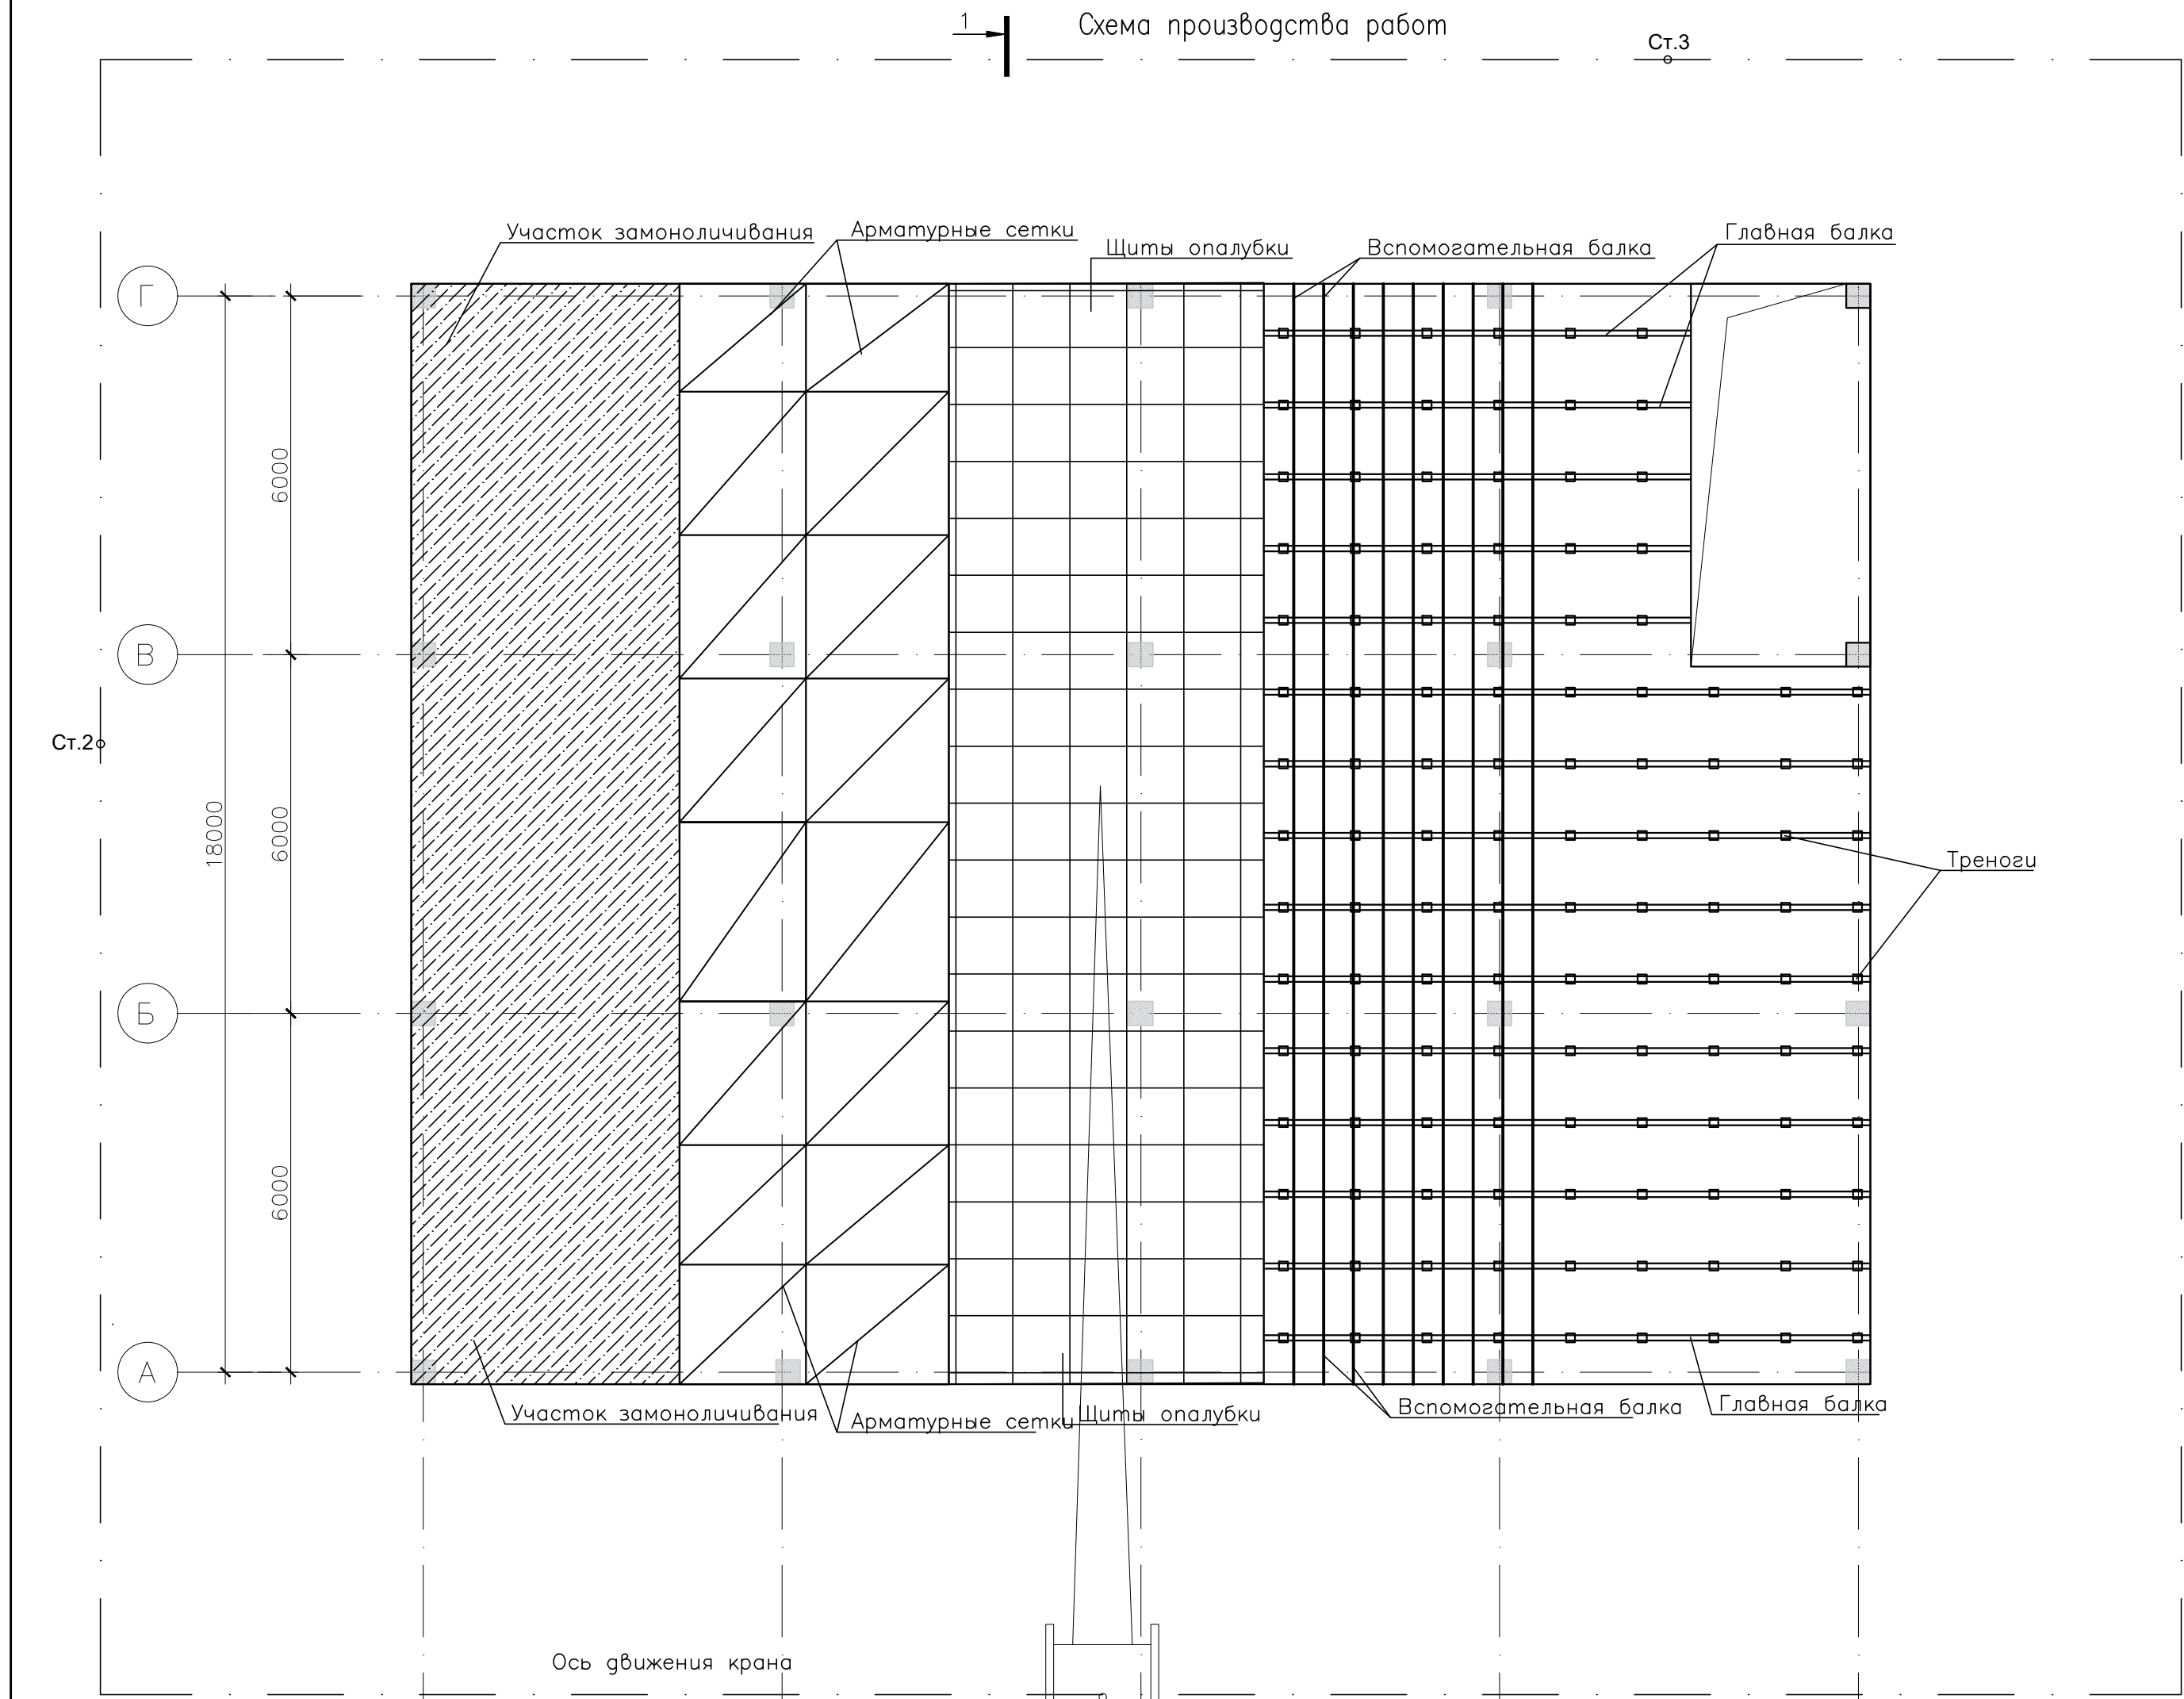 1
Схема производства работ
Ст.3
Участок замоноличивания
Арматурные сетки
Щиты опалубки
Вспомогательная балка
Главная балка
Г
6000
В
Ст.2
18000
6000
Треноги
Б
6000
А
Участок замоноличивания
Арматурные сетки
Щиты опалубки
Вспомогательная балка
Главная балка
Ось движения крана